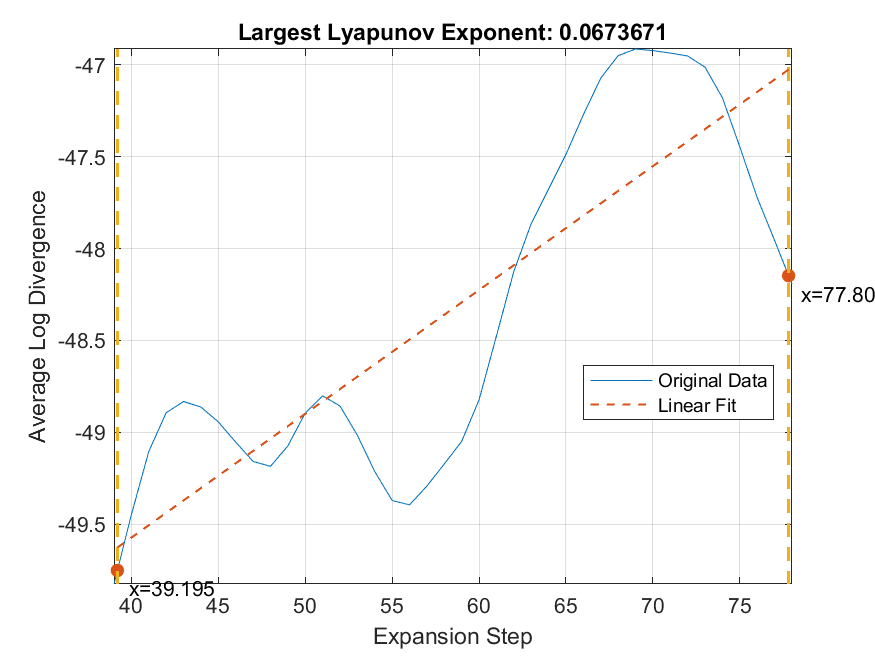 Largest Lyapunov Exponent: 0.0673671
Average Log Divergence
-47
-47.5
-48
-48.5
-49
-49.5
x=77.80
Original Data
Linear Fit
x=39.195
40
45
50
55
60
65
70
75
Expansion Step